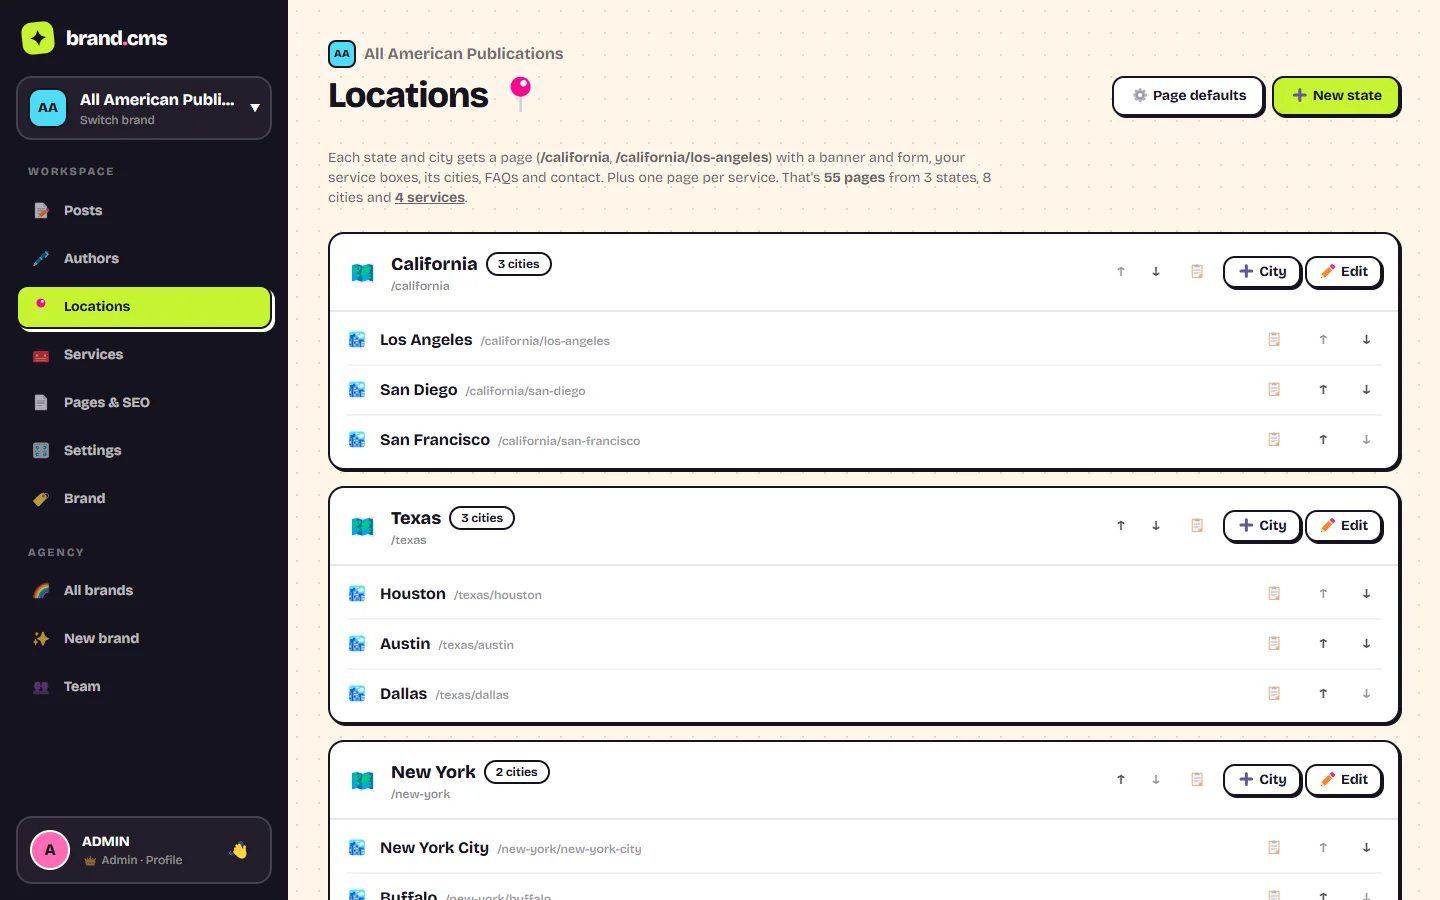 brand.cms
AA
All American Publi...
Switch brand
WORKSPACE
Posts
Authors
Locations
Services
Pages & SEO
Settings
Brand
AGENCY
All brands
New brand
Team
A
ADMIN
Admin · Profile
AA All American Publications
Locations
Page defaults
New state
Each state and city gets a page (/california, /california/los-angeles) with a banner and form, your
service boxes, its cities, FAQs and contact. Plus one page per service. That's 55 pages from 3 states, 8
cities and 4 services.
California 3 cities
/california
↑ ↓ City Edit
Los Angeles /california/los-angeles ↑ ↓
San Diego /california/san-diego ↑ ↓
San Francisco /california/san-francisco ↑ ↓
Texas 3 cities
/texas
↑ ↓ City Edit
Houston /texas/houston ↑ ↓
Austin /texas/austin ↑ ↓
Dallas /texas/dallas ↑ ↓
New York 2 cities
/new-york
↑ ↓ City Edit
New York City /new-york/new-york-city ↑ ↓
Buffalo /new-york/buffalo ↑ ↓